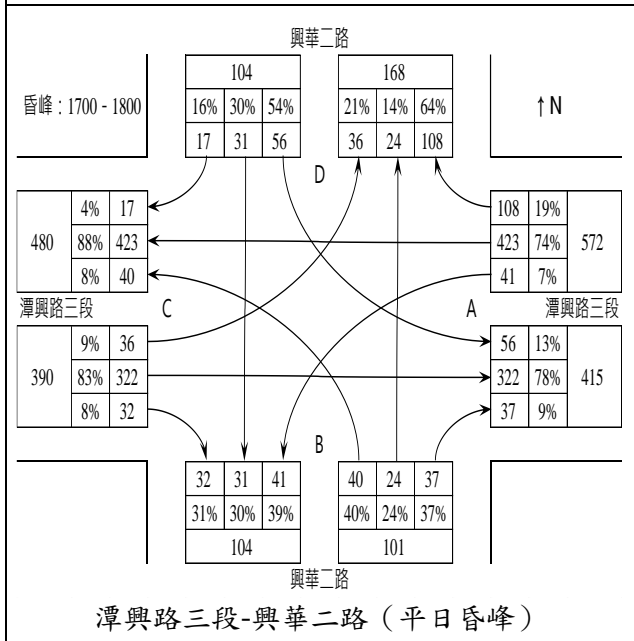 興華二路
104 168
昏峰：1700 - 1800 16% 30% 54% 21% 14% 64% ↑N
17 31 56 36 24 108
D
4% 17 108 19%
480 88% 423 423 74% 572
8% 40 41 7%
潭興路三段 C A 潭興路三段
9% 36 56 13%
390 83% 322 322 78% 415
8% 32 37 9%
B
32 31 41 40 24 37
31% 30% 39% 40% 24% 37%
104 101
興華二路
潭興路三段-興華二路（平日昏峰）